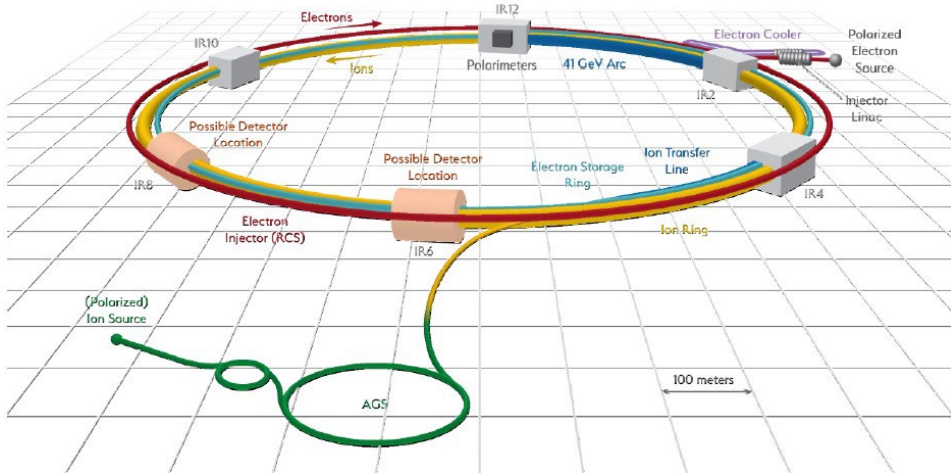 IR12
Electrons
IR10
Electron Cooler
Polarized
Electron
Source
Ions
Polarimeters
41 GeV Arc
IR2
Injector
Linac
Possible Detector
Location
IR8
Possible Detector
Location
Electron Storage
Ring
Ion Transfer
Line
IR4
Electron
Injector (RCS)
IR6
Ion Ring
(Polarized)
Ion Source
AGS
100 meters